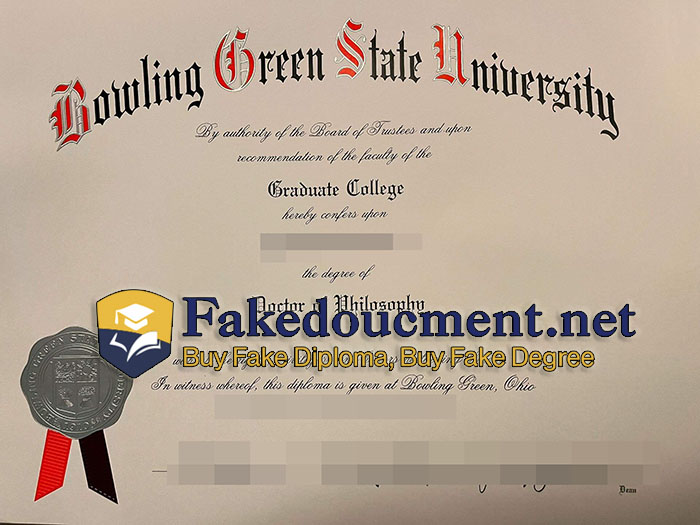 Bowling Green State University
By authority of the Board of Trustees and upon
recommendation of the faculty of the
Graduate College
hereby confers upon
the degree of
Doctor of Philosophy
Fakedoucment.net
Buy Fake Diploma, Buy Fake Degree
In witness whereof, this diploma is given at Bowling Green, Ohio
Dean